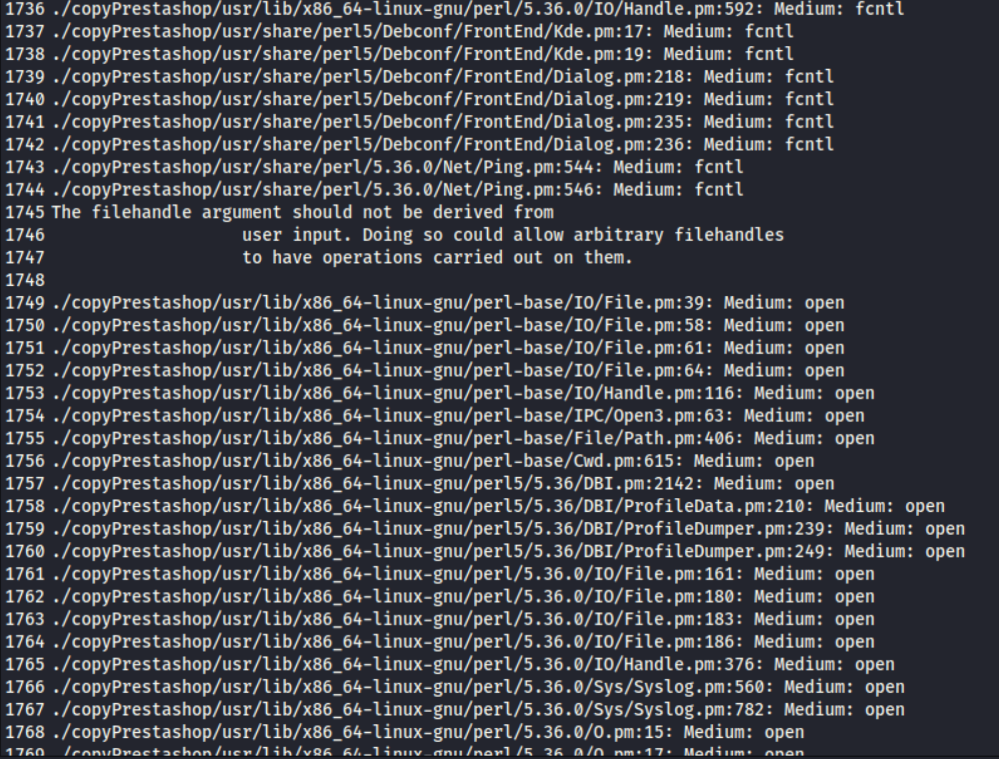 1736 ./copyPrestashop/usr/lib/x86_64-linux-gnu/perl/5.36.0/IO/Handle.pm:592: Medium: fcntl
1737 ./copyPrestashop/usr/share/perl5/Debconf/FrontEnd/Kde.pm:17: Medium: fcntl
1738 ./copyPrestashop/usr/share/perl5/Debconf/FrontEnd/Kde.pm:19: Medium: fcntl
1739 ./copyPrestashop/usr/share/perl5/Debconf/FrontEnd/Dialog.pm:218: Medium: fcntl
1740 ./copyPrestashop/usr/share/perl5/Debconf/FrontEnd/Dialog.pm:219: Medium: fcntl
1741 ./copyPrestashop/usr/share/perl5/Debconf/FrontEnd/Dialog.pm:235: Medium: fcntl
1742 ./copyPrestashop/usr/share/perl5/Debconf/FrontEnd/Dialog.pm:236: Medium: fcntl
1743 ./copyPrestashop/usr/share/perl/5.36.0/Net/Ping.pm:544: Medium: fcntl
1744 ./copyPrestashop/usr/share/perl/5.36.0/Net/Ping.pm:546: Medium: fcntl
1745 The filehandle argument should not be derived from
1746 user input. Doing so could allow arbitrary filehandles
1747 to have operations carried out on them.
1748
1749 ./copyPrestashop/usr/lib/x86_64-linux-gnu/perl-base/IO/File.pm:39: Medium: open
1750 ./copyPrestashop/usr/lib/x86_64-linux-gnu/perl-base/IO/File.pm:58: Medium: open
1751 ./copyPrestashop/usr/lib/x86_64-linux-gnu/perl-base/IO/File.pm:61: Medium: open
1752 ./copyPrestashop/usr/lib/x86_64-linux-gnu/perl-base/IO/File.pm:64: Medium: open
1753 ./copyPrestashop/usr/lib/x86_64-linux-gnu/perl-base/IO/Handle.pm:116: Medium: open
1754 ./copyPrestashop/usr/lib/x86_64-linux-gnu/perl-base/IPC/Open3.pm:63: Medium: open
1755 ./copyPrestashop/usr/lib/x86_64-linux-gnu/perl-base/File/Path.pm:406: Medium: open
1756 ./copyPrestashop/usr/lib/x86_64-linux-gnu/perl-base/Cwd.pm:615: Medium: open
1757 ./copyPrestashop/usr/lib/x86_64-linux-gnu/perl5/5.36/DBI.pm:2142: Medium: open
1758 ./copyPrestashop/usr/lib/x86_64-linux-gnu/perl5/5.36/DBI/ProfileData.pm:210: Medium: open
1759 ./copyPrestashop/usr/lib/x86_64-linux-gnu/perl5/5.36/DBI/ProfileDumper.pm:239: Medium: open
1760 ./copyPrestashop/usr/lib/x86_64-linux-gnu/perl5/5.36/DBI/ProfileDumper.pm:249: Medium: open
1761 ./copyPrestashop/usr/lib/x86_64-linux-gnu/perl/5.36.0/IO/File.pm:161: Medium: open
1762 ./copyPrestashop/usr/lib/x86_64-linux-gnu/perl/5.36.0/IO/File.pm:180: Medium: open
1763 ./copyPrestashop/usr/lib/x86_64-linux-gnu/perl/5.36.0/IO/File.pm:183: Medium: open
1764 ./copyPrestashop/usr/lib/x86_64-linux-gnu/perl/5.36.0/IO/File.pm:186: Medium: open
1765 ./copyPrestashop/usr/lib/x86_64-linux-gnu/perl/5.36.0/IO/Handle.pm:376: Medium: open
1766 ./copyPrestashop/usr/lib/x86_64-linux-gnu/perl/5.36.0/Sys/Syslog.pm:560: Medium: open
1767 ./copyPrestashop/usr/lib/x86_64-linux-gnu/perl/5.36.0/Sys/Syslog.pm:782: Medium: open
1768 ./copyPrestashop/usr/lib/x86_64-linux-gnu/perl/5.36.0/O.pm:15: Medium: open
1769 ./copyPrestashop/usr/lib/x86_64-linux-gnu/perl/5.36.0/O.pm:17: Medium: open